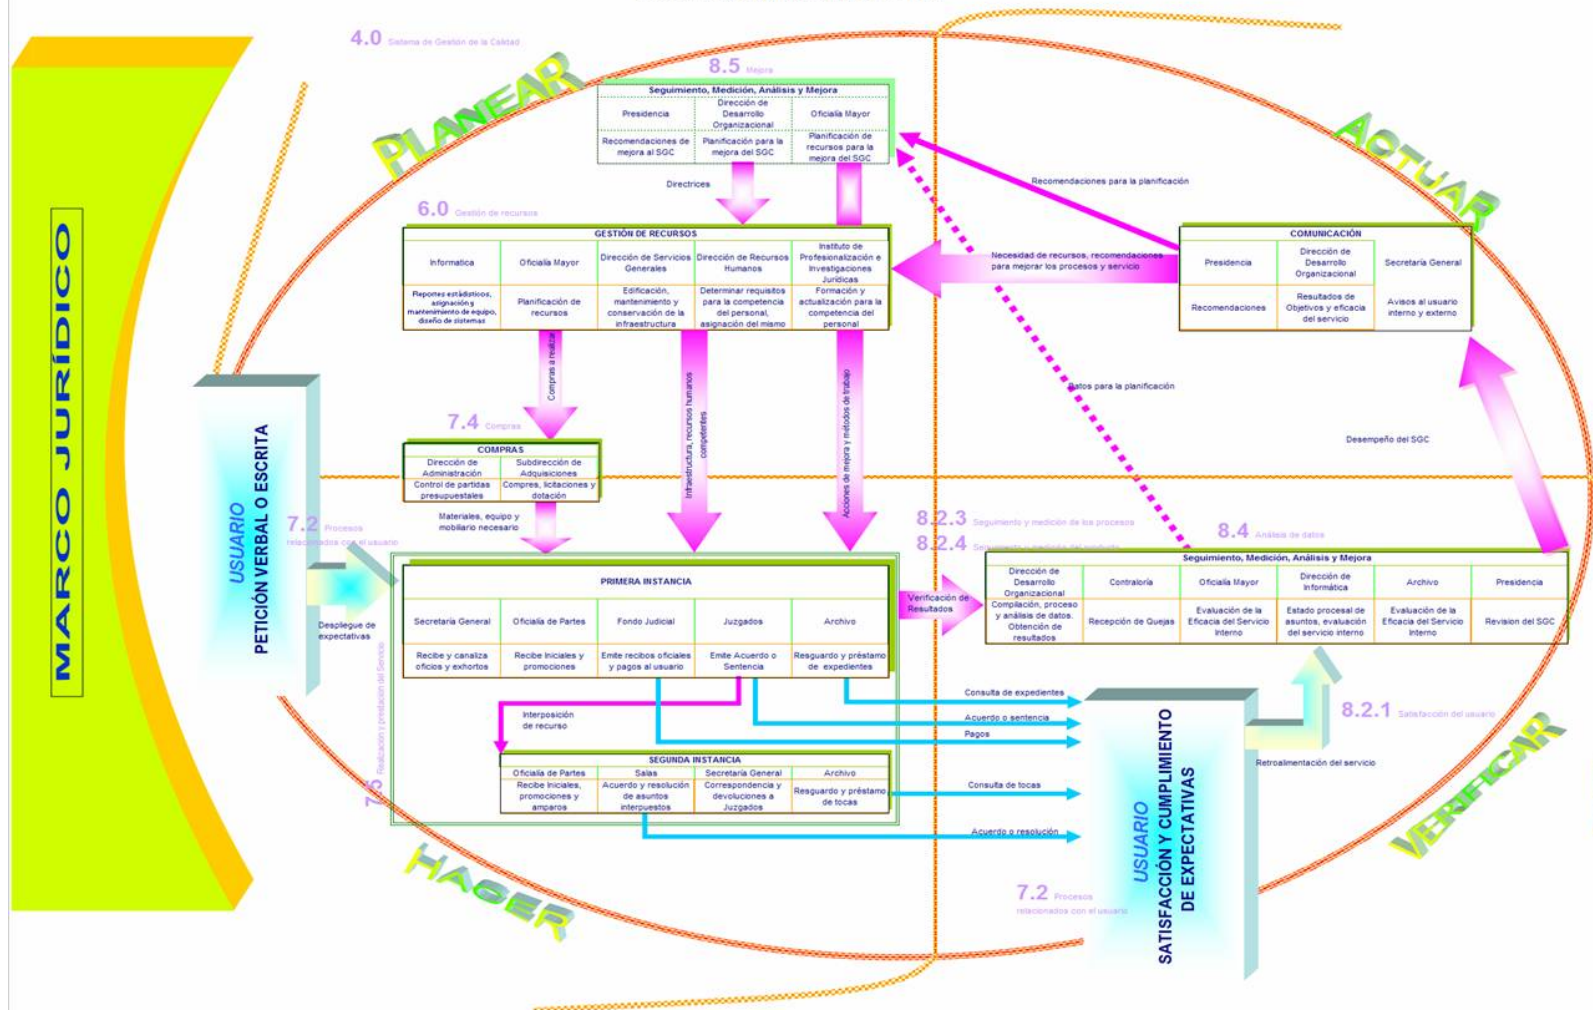 4.0 Sistema de Gestión de la Calidad
PLANEAR
ACTUAR
8.5 Mejora
Seguimiento, Medición, Análisis y Mejora
Presidencia
Dirección de
Desarrollo
Organizacional
Oficialía Mayor
Recomendaciones de
mejora al SGC
Planificación para la
mejora del SGC
Planificación de
recursos para la
mejora del SGC
Directrices
Recomendaciones para la planificación
6.0 Gestión de recursos
GESTIÓN DE RECURSOS
Informatica
Oficialía Mayor
Dirección de Servicios
Generales
Dirección de Recursos
Humanos
Instituto de
Profesionalización e
Investigaciones
Jurídicas
Reportes estádisticos,
asignación y
mantenimiento de equipo,
diseño de sistemas
Planificación de
recursos
Edificación,
mantenimiento y
conservación de la
infraestructura
Determinar requisitos
para la competencia
del personal,
asignación del mismo
Formación y
actualización para la
competencia del
personal
Necesidad de recursos, recomendaciones
para mejorar los procesos y servicio
COMUNICACIÓN
Presidencia
Dirección de
Desarrollo
Organizacional
Secretaría General
Recomendaciones
Resultados de
Objetivos y eficacia
del servicio
Avisos al usuario
interno y externo
MARCO JURÍDICO
USUARIO
PETICIÓN VERBAL O ESCRITA
Compras a realizar
Infraestructura, recursos humanos
competentes
Acciones de mejora y métodos de trabajo
Datos para la planificación
Desempeño del SGC
7.4 Compras
COMPRAS
Dirección de
Administración
Subdirección de
Adquisiciones
Control de partidas
presupuestales
Compres, licitaciones y
dotación
Materiales, equipo y
mobiliario necesario
7.2 Procesos
relacionados con el usuario
Despliegue de
expectativas
7.5 Realización y prestación del Servicio
8.2.3 Seguimiento y medición de los procesos
8.2.4 Seguimiento y medición del producto
8.4 Análisis de datos
PRIMERA INSTANCIA
Secretaría General
Oficialía de Partes
Fondo Judicial
Juzgados
Archivo
Recibe y canaliza
oficios y exhortos
Recibe Iniciales y
promociones
Emite recibos oficiales
y pagos al usuario
Emite Acuerdo o
Sentencia
Resguardo y préstamo
de expedientes
Verificación de
Resultados
Seguimiento, Medición, Análisis y Mejora
Dirección de
Desarrollo
Organizacional
Contraloría
Oficialía Mayor
Dirección de
Informática
Archivo
Presidencia
Compilación, proceso
y análisis de datos.
Obtención de
resultados
Recepción de Quejas
Evaluación de la
Eficacia del Servicio
Interno
Estado procesal de
asuntos, evaluación
del servicio interno
Evaluación de la
Eficacia del Servicio
Interno
Revision del SGC
Interposición
de recurso
Consulta de expedientes
Acuerdo o sentencia
Pagos
SEGUNDA INSTANCIA
Oficialía de Partes
Salas
Secretaría General
Archivo
Recibe Iniciales,
promociones y
amparos
Acuerdo y resolución
de asuntos
interpuestos
Correspondencia y
devoluciones a
Juzgados
Resguardo y préstamo
de tocas
Consulta de tocas
Acuerdo o resolución
USUARIO
SATISFACCIÓN Y CUMPLIMIENTO
DE EXPECTATIVAS
8.2.1 Satisfacción del usuario
Retroalimentación del servicio
7.2 Procesos
relacionados con el usuario
HACER
VERIFICAR